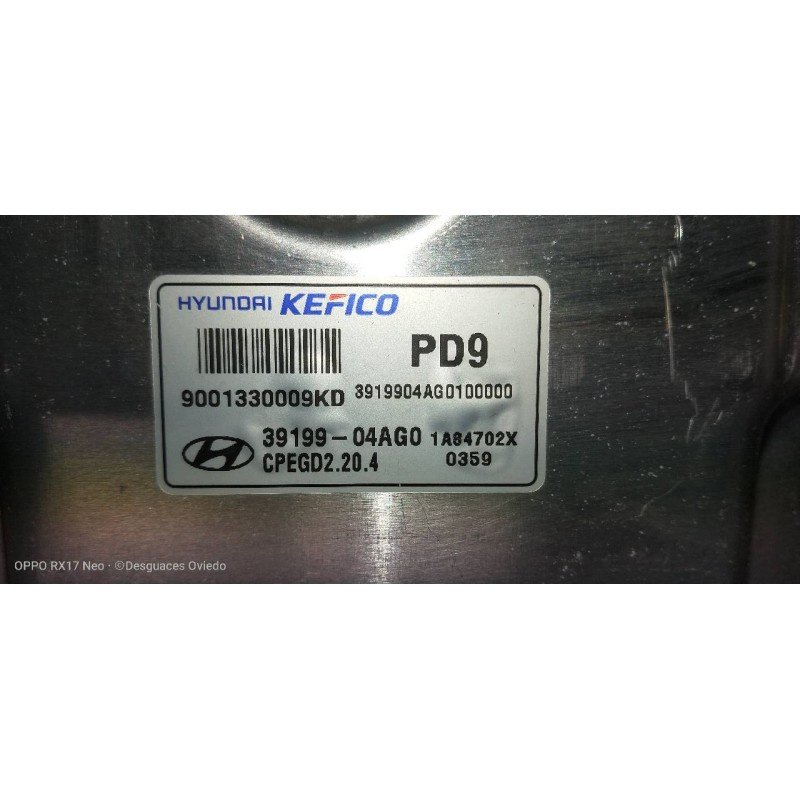 HYUNDAI KEFICO
PD9
9001330009KD 3919904AG0100000
39199-04AG0 1A84702X
CPEGD2.20.4 0359
OPPO RX17 Neo · ©Desguaces Oviedo